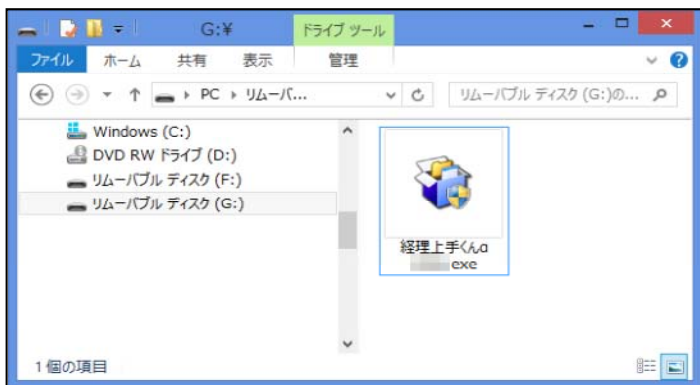 G:¥
ドライブ ツール
ファイル ホーム 共有 表示 管理
PC リムーバ...
リムーバブル ディスク (G:)の...
Windows (C:)
DVD RW ドライブ (D:)
リムーバブル ディスク (F:)
リムーバブル ディスク (G:)
経理上手くんα
exe
1 個の項目